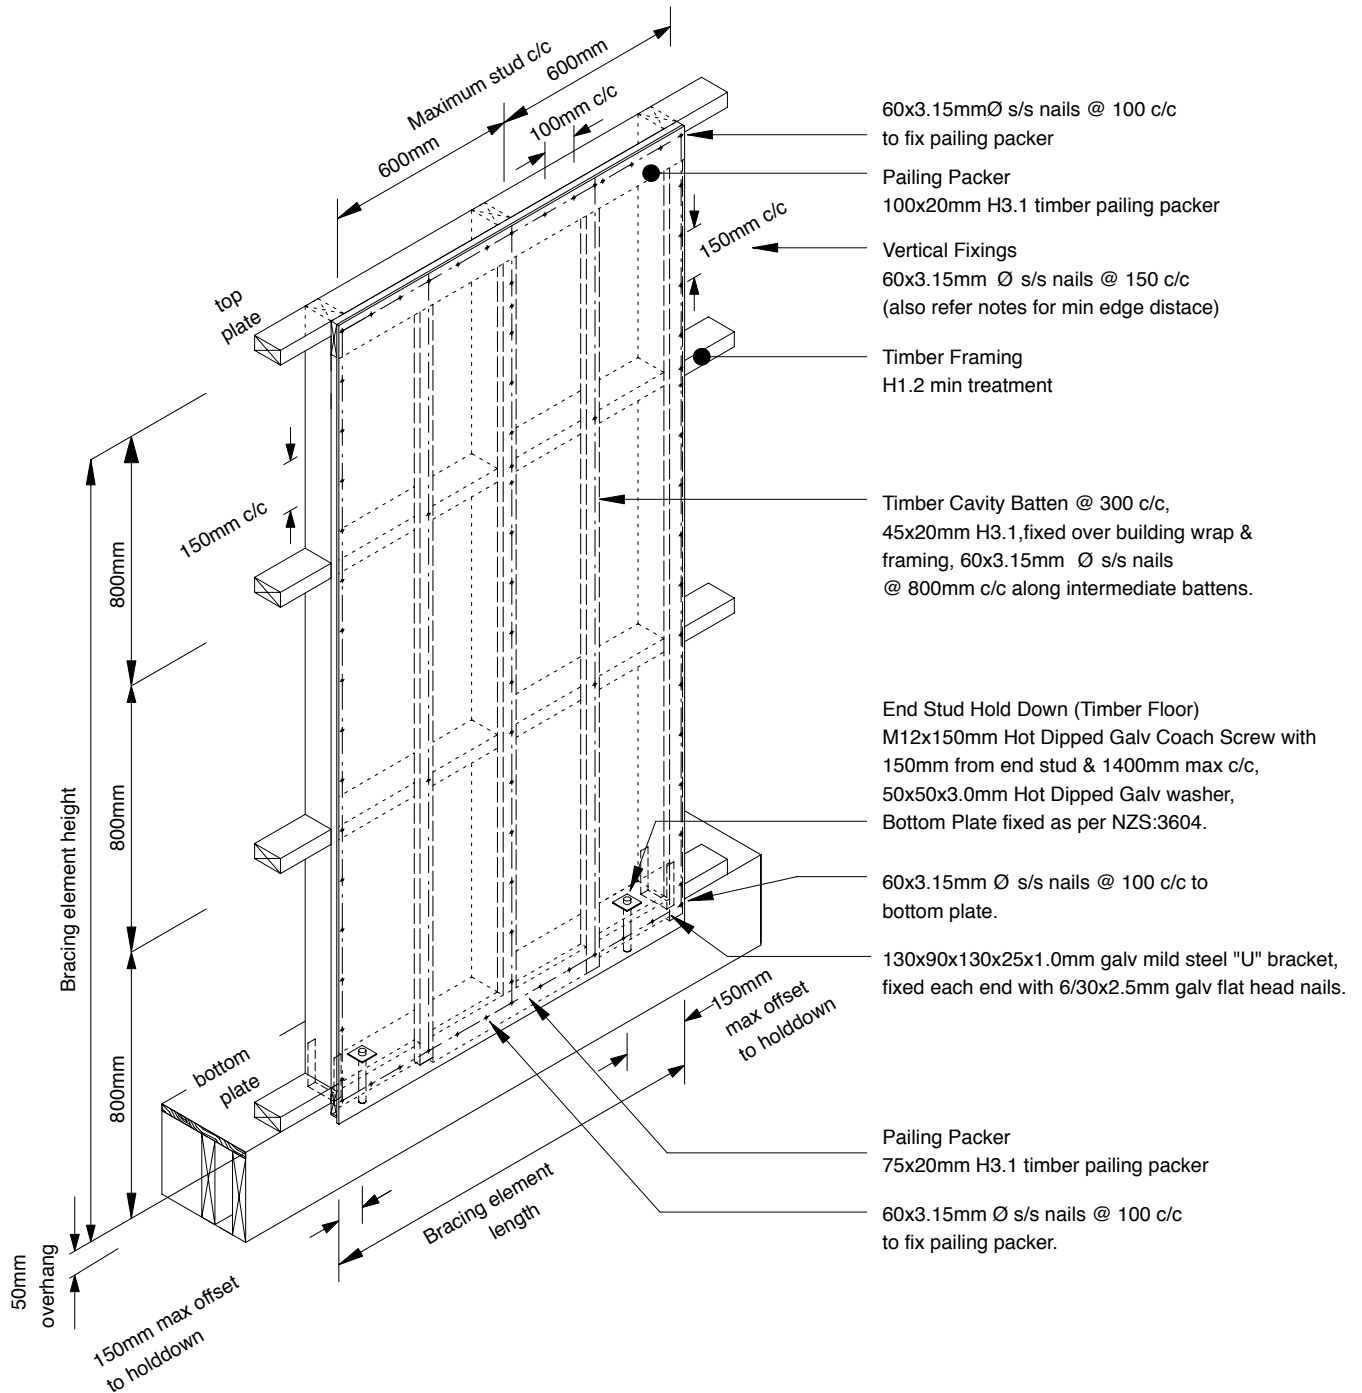 Maximum stud c/c
600mm
600mm
100mm c/c
60x3.15mmØ s/s nails @ 100 c/c
to fix pailing packer
Pailing Packer
100x20mm H3.1 timber pailing packer
150mm c/c
Vertical Fixings
60x3.15mm Ø s/s nails @ 150 c/c
(also refer notes for min edge distace)
top
plate
Timber Framing
H1.2 min treatment
150mm c/c
800mm
Timber Cavity Batten @ 300 c/c,
45x20mm H3.1,fixed over building wrap &
framing, 60x3.15mm Ø s/s nails
@ 800mm c/c along intermediate battens.
End Stud Hold Down (Timber Floor)
M12x150mm Hot Dipped Galv Coach Screw with
150mm from end stud & 1400mm max c/c,
50x50x3.0mm Hot Dipped Galv washer,
Bottom Plate fixed as per NZS:3604.
Bracing element height
800mm
60x3.15mm Ø s/s nails @ 100 c/c to
bottom plate.
130x90x130x25x1.0mm galv mild steel "U" bracket,
fixed each end with 6/30x2.5mm galv flat head nails.
150mm
max offset
to holddown
bottom
plate
800mm
Pailing Packer
75x20mm H3.1 timber pailing packer
Bracing element
length
60x3.15mm Ø s/s nails @ 100 c/c
to fix pailing packer.
50mm
overhang
150mm max offset
to holddown